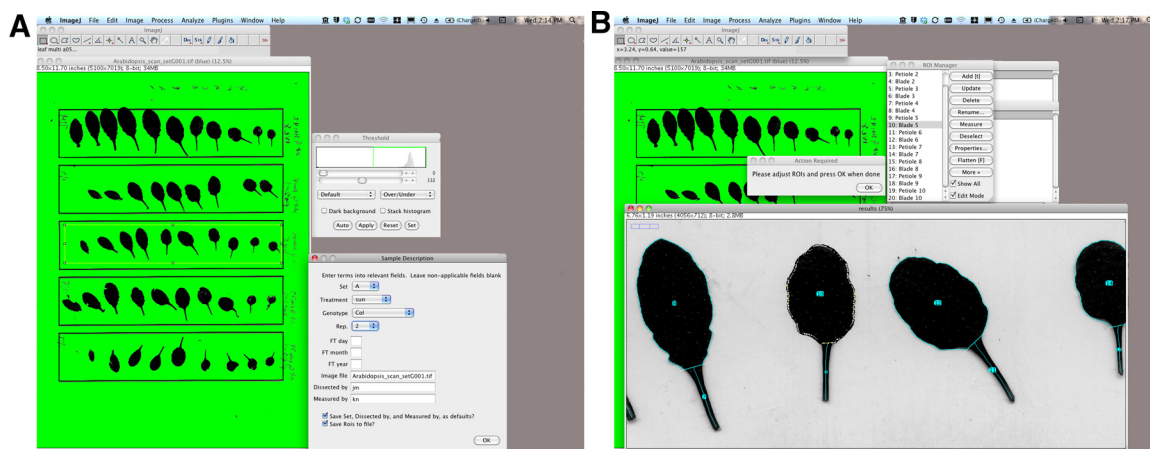 A
ImageJ File Edit Image Process Analyze Plugins Window Help
(Charged)
Wed 2:14 PM
ImageJ
Dev
Stk
leaf multi a05...
Arabidopsis_scan_setG001.tif (blue) (12.5%)
8.50x11.70 inches (5100x7019); 8-bit; 34MB
Threshold
0
132
Default
Over/Under
Dark background
Stack histogram
Auto
Apply
Reset
Set
Sample Description
Enter terms into relevant fields. Leave non-applicable fields blank
Set A
Treatment sun
Genotype Col
Rep. 2
FT day
FT month
FT year
Image file Arabidopsis_scan_setG001.tif
Dissected by jm
Measured by kn
Save Set, Dissected by, and Measured by, as defaults?
Save Rois to file?
OK
B
ImageJ File Edit Image Process Analyze Plugins Window Help
(Charged)
Wed 2:17 PM
ImageJ
Dev
Stk
x=3.24, y=0.64, value=157
Arabidopsis_scan_setG001.tif (blue) (12.5%)
8.50x11.70 inches (5100x7019); 8-bit; 34MB
ROI Manager
3: Petiole 2
4: Blade 2
5: Petiole 3
6: Blade 3
7: Petiole 4
8: Blade 4
9: Petiole 5
10: Blade 5
11: Petiole 6
12: Blade 6
13: Petiole 7
14: Blade 7
15: Petiole 8
16: Blade 8
17: Petiole 9
18: Blade 9
19: Petiole 10
20: Blade 10
Add [t]
Update
Delete
Rename...
Measure
Deselect
Properties...
Flatten [F]
More »
Show All
Edit Mode
Action Required
Please adjust ROIs and press OK when done
OK
results (75%)
6.76x1.19 inches (4056x712); 8-bit; 2.8MB